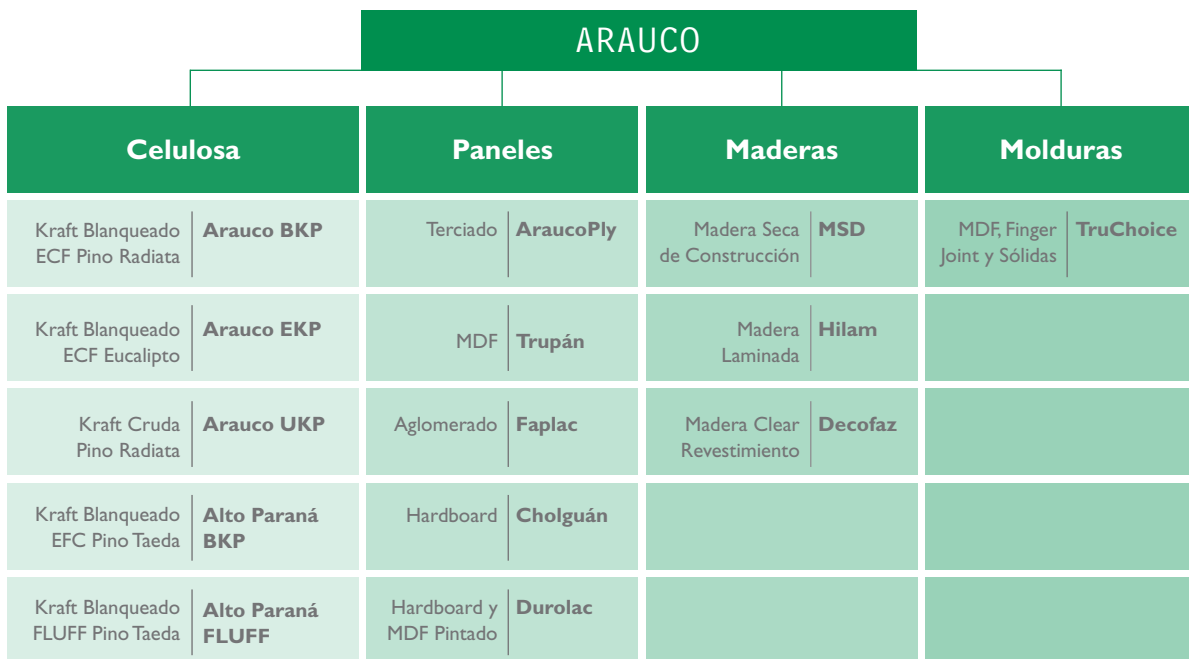 ARAUCO
Celulosa
Paneles
Maderas
Molduras
Kraft Blanqueado
ECF Pino Radiata
Arauco BKP
Terciado
AraucoPly
Madera Seca
de Construcción
MSD
MDF, Finger
Joint y Sólidas
TruChoice
Kraft Blanqueado
ECF Eucalipto
Arauco EKP
MDF
Trupán
Madera
Laminada
Hilam
Kraft Cruda
Pino Radiata
Arauco UKP
Aglomerado
Faplac
Madera Clear
Revestimiento
Decofaz
Kraft Blanqueado
EFC Pino Taeda
Alto Paraná
BKP
Hardboard
Cholguán
Kraft Blanqueado
FLUFF Pino Taeda
Alto Paraná
FLUFF
Hardboard y
MDF Pintado
Durolac